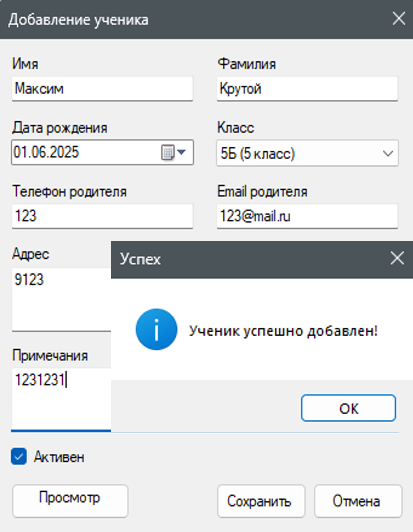 Добавление ученика
Имя
Фамилия
Максим
Крутой
Дата рождения
Класс
01.06.2025
5Б (5 класс)
Телефон родителя
Email родителя
123
123@mail.ru
Адрес
9123
Успех
Ученик успешно добавлен!
OK
Примечания
1231231
Активен
Просмотр
Сохранить
Отмена